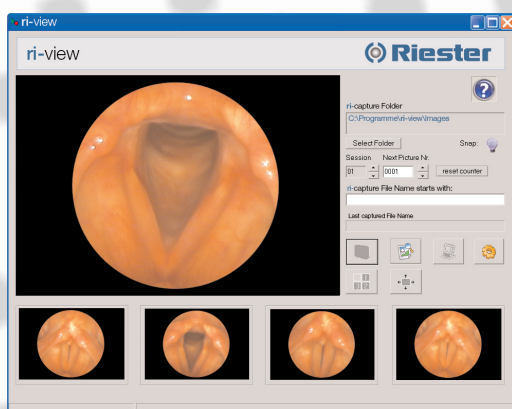 ri-view
ri-view
Riester
?
ri-capture Folder
C:\Programme\ri-view\Images
Select Folder
Snap:
Session
Next Picture Nr.
01
0001
reset counter
ri-capture File Name starts with:
Last captured File Name